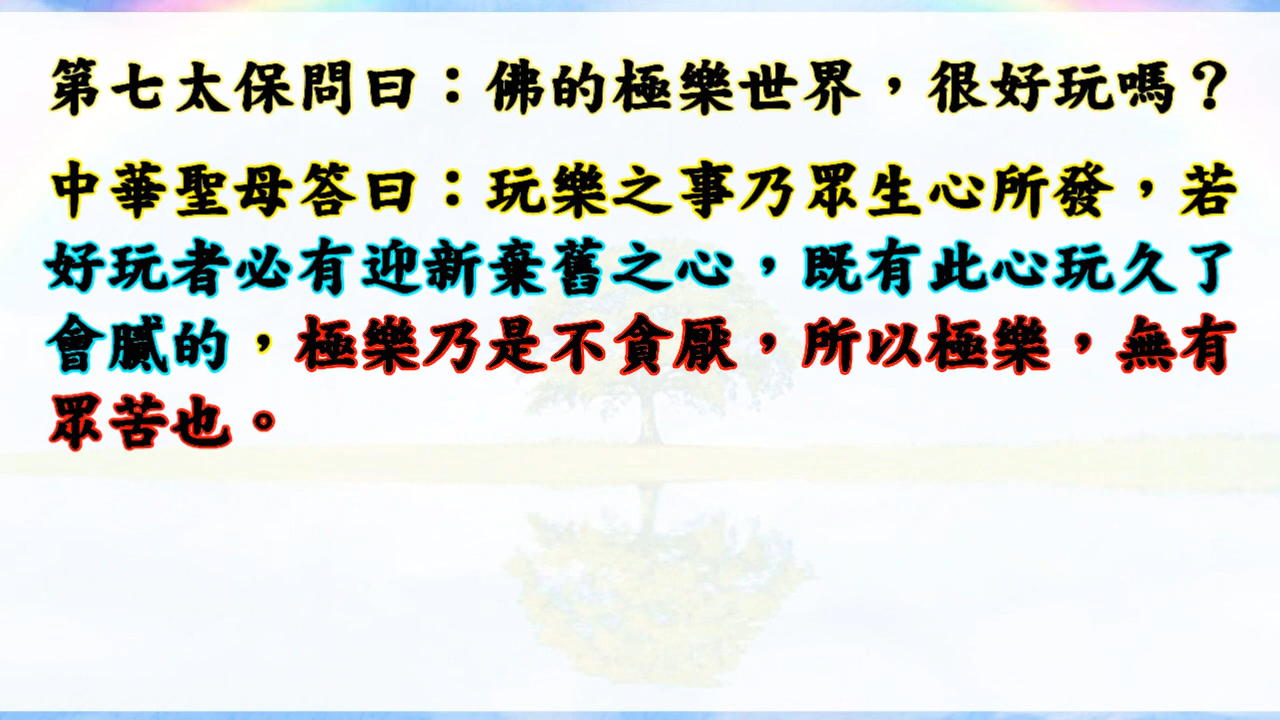 第七太保問曰：佛的極樂世界，很好玩嗎？
中華聖母答曰：玩樂之事乃眾生心所發，若
好玩者必有迎新棄舊之心，既有此心玩久了
會膩的，極樂乃是不貪厭，所以極樂，無有
眾苦也。